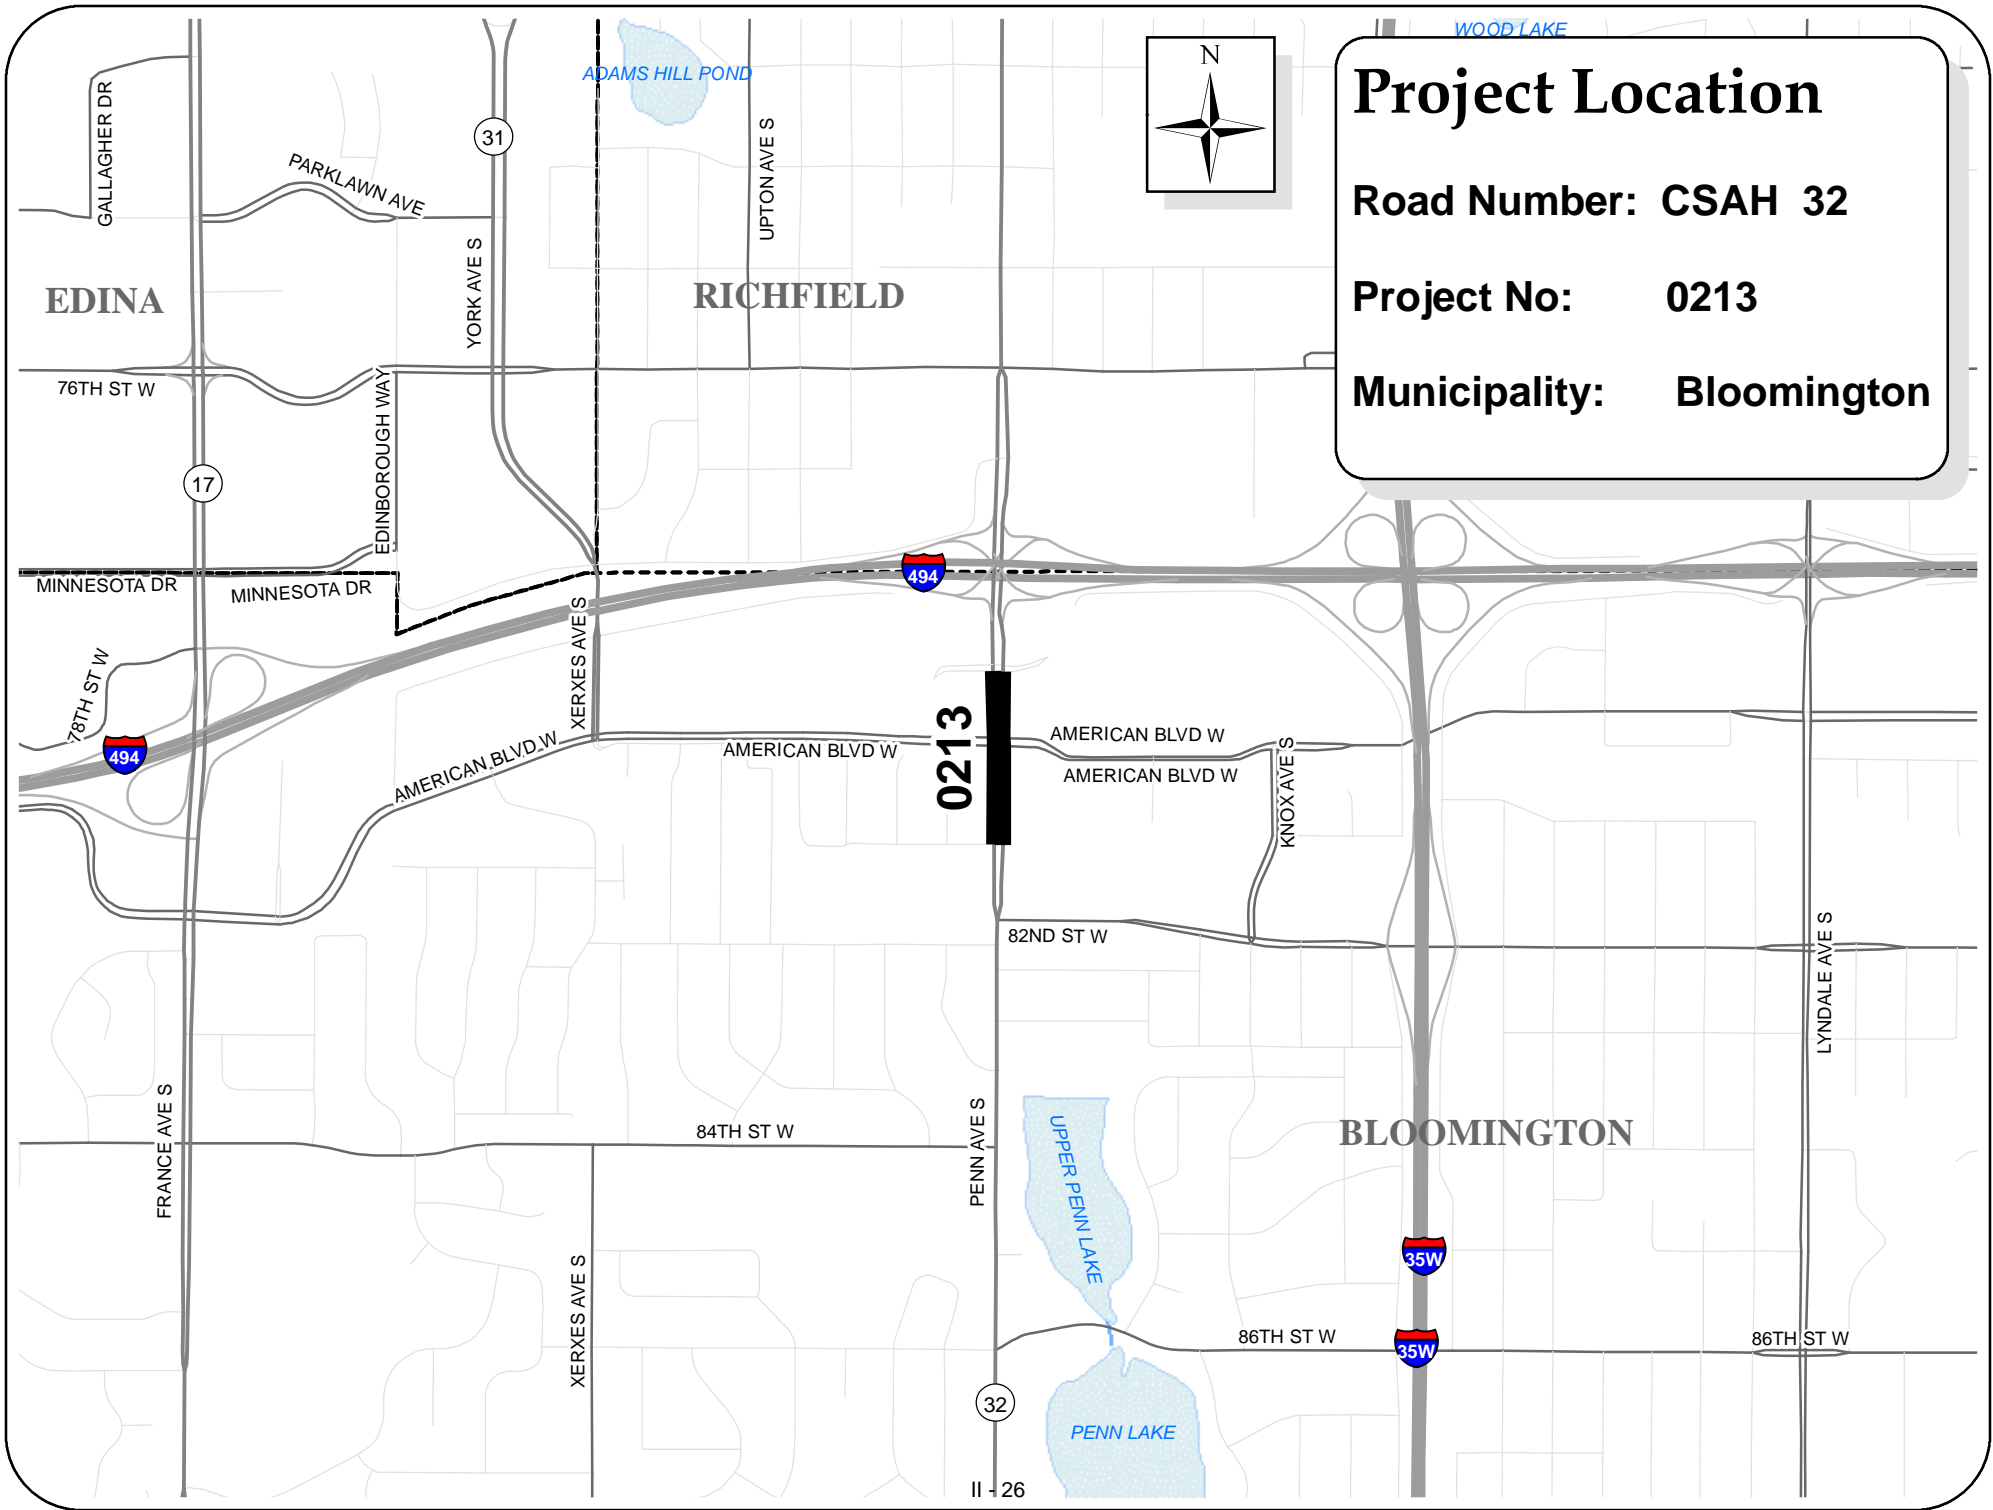 WOOD LAKE
Project Location
Road Number: CSAH 32
Project No: 0213
Municipality: Bloomington
N
ADAMS HILL POND
GALLAGHER DR
31
PARKLAWN AVE
UPTON AVE S
YORK AVE S
EDINA
RICHFIELD
76TH ST W
EDINBOROUGH WAY
17
MINNESOTA DR
MINNESOTA DR
494
XERXES AVE S
78TH ST W
494
AMERICAN BLVD W
AMERICAN BLVD W
0213
AMERICAN BLVD W
AMERICAN BLVD W
KNOX AVE S
82ND ST W
LYNDALE AVE S
FRANCE AVE S
84TH ST W
PENN AVE S
UPPER PENN LAKE
BLOOMINGTON
XERXES AVE S
35W
86TH ST W
35W
86TH ST W
32
PENN LAKE
II - 26